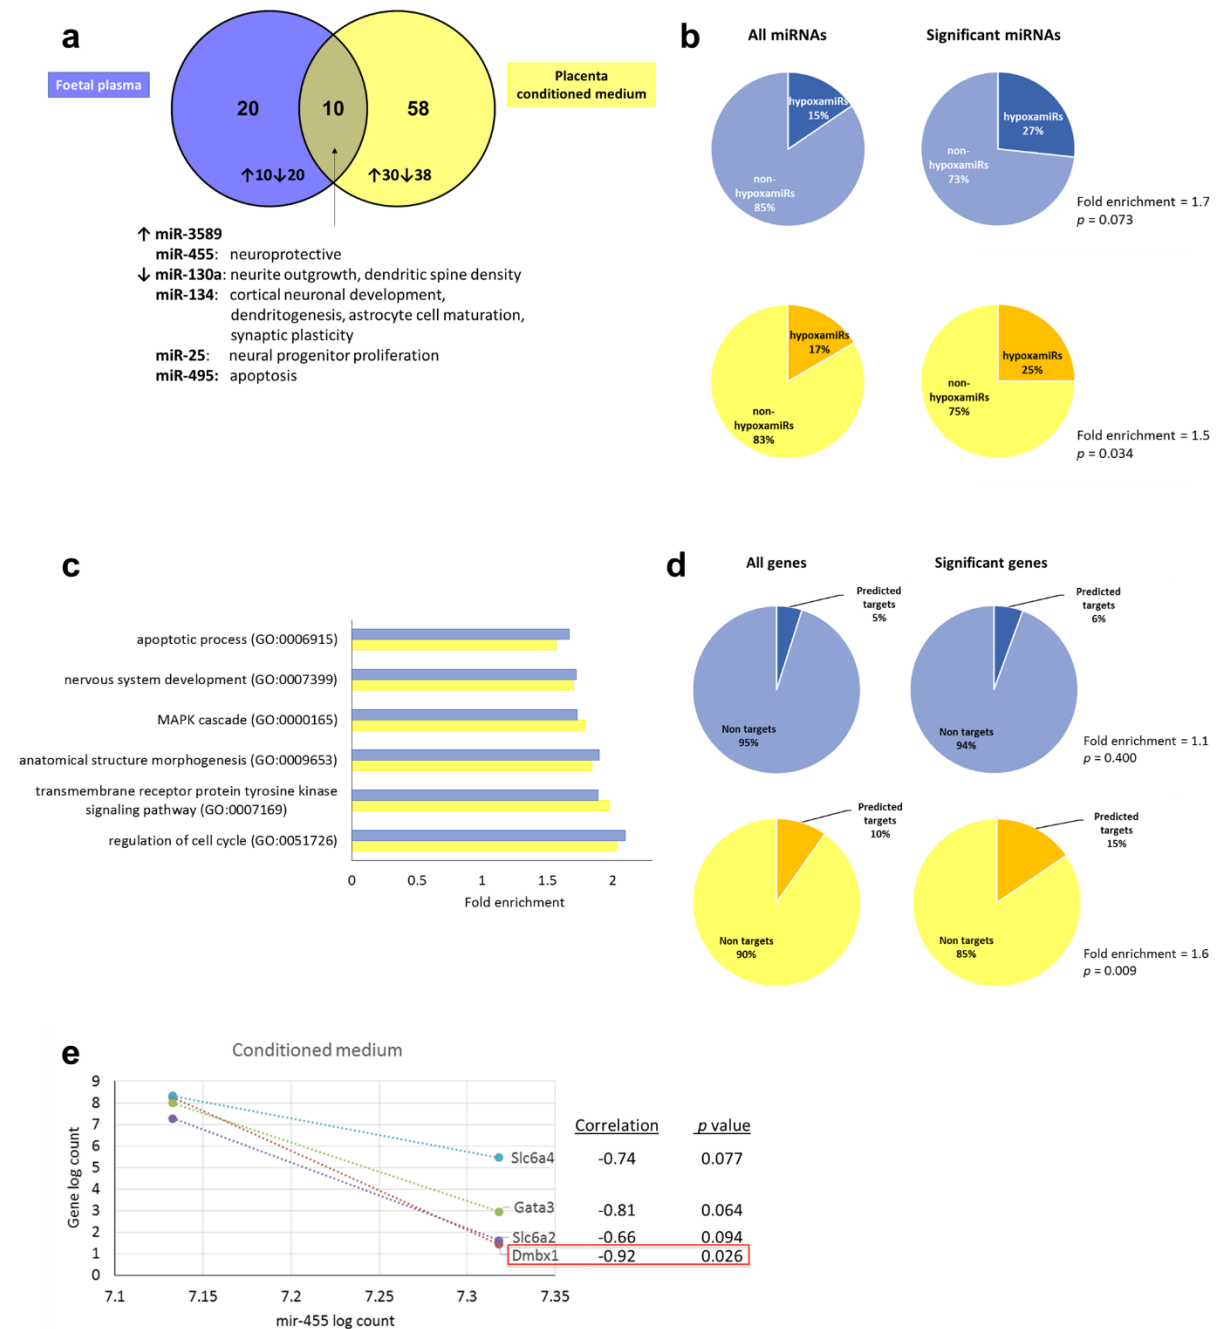 a
Foetal plasma
20
10
58
Placenta
conditioned medium
↑10↓20
↑30↓38
↑ miR-3589
miR-455: neuroprotective
↓ miR-130a: neurite outgrowth, dendritic spine density
miR-134: cortical neuronal development,
dendritogenesis, astrocyte cell maturation,
synaptic plasticity
miR-25: neural progenitor proliferation
miR-495: apoptosis
b
All miRNAs
Significant miRNAs
hypoxamiRs
15%
non-
hypoxamiRs
85%
hypoxamiRs
27%
non-
hypoxamiRs
73%
Fold enrichment = 1.7
p = 0.073
hypoxamiRs
17%
non-
hypoxamiRs
83%
hypoxamiRs
25%
non-
hypoxamiRs
75%
Fold enrichment = 1.5
p = 0.034
c
apoptotic process (GO:0006915)
nervous system development (GO:0007399)
MAPK cascade (GO:0000165)
anatomical structure morphogenesis (GO:0009653)
transmembrane receptor protein tyrosine kinase
signaling pathway (GO:0007169)
regulation of cell cycle (GO:0051726)
0 0.5 1 1.5 2
Fold enrichment
d
All genes
Significant genes
Predicted
targets
5%
Non targets
95%
Predicted
targets
6%
Non targets
94%
Fold enrichment = 1.1
p = 0.400
Predicted
targets
10%
Non targets
90%
Predicted
targets
15%
Non targets
85%
Fold enrichment = 1.6
p = 0.009
e
Conditioned medium
Gene log count
9
8
7
6
5
4
3
2
1
0
7.1 7.15 7.2 7.25 7.3 7.35
mir-455 log count
Correlation p value
Slc6a4 -0.74 0.077
Gata3 -0.81 0.064
Slc6a2 -0.66 0.094
Dmbx1 -0.92 0.026